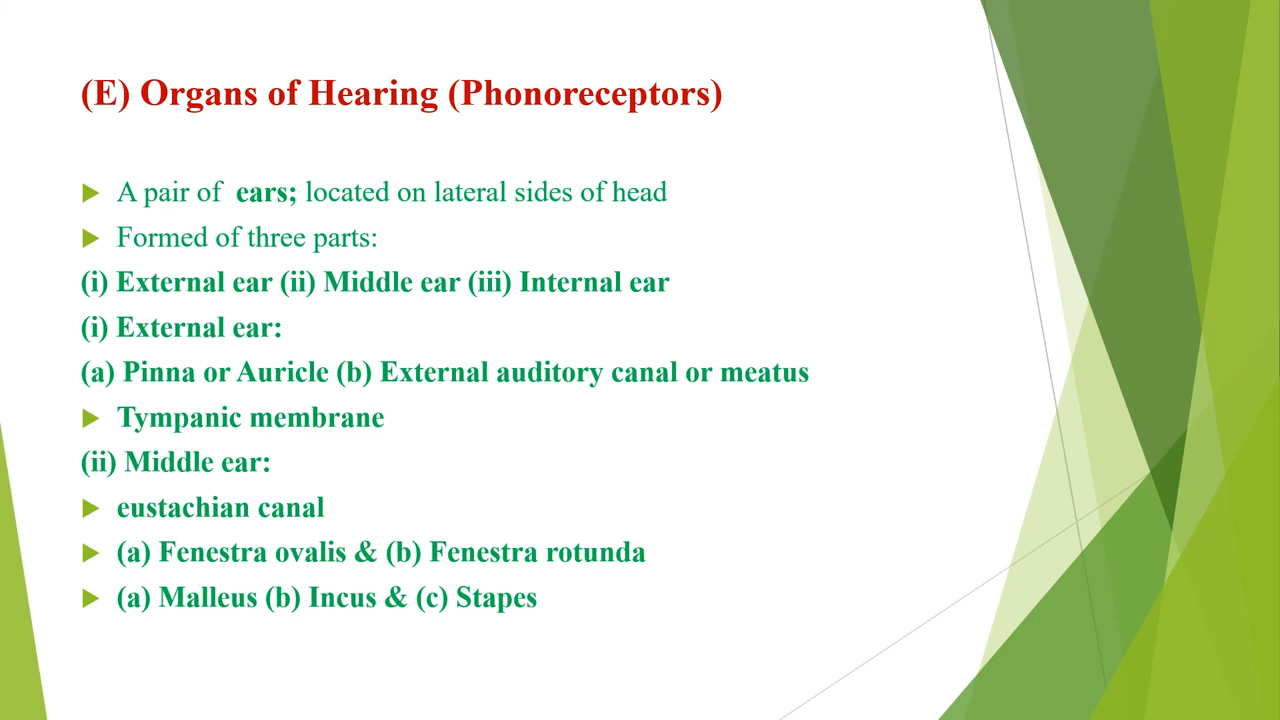 (E) Organs of Hearing (Phonoreceptors)
A pair of ears; located on lateral sides of head
Formed of three parts:
(i) External ear (ii) Middle ear (iii) Internal ear
(i) External ear:
(a) Pinna or Auricle (b) External auditory canal or meatus
Tympanic membrane
(ii) Middle ear:
eustachian canal
(a) Fenestra ovalis & (b) Fenestra rotunda
(a) Malleus (b) Incus & (c) Stapes